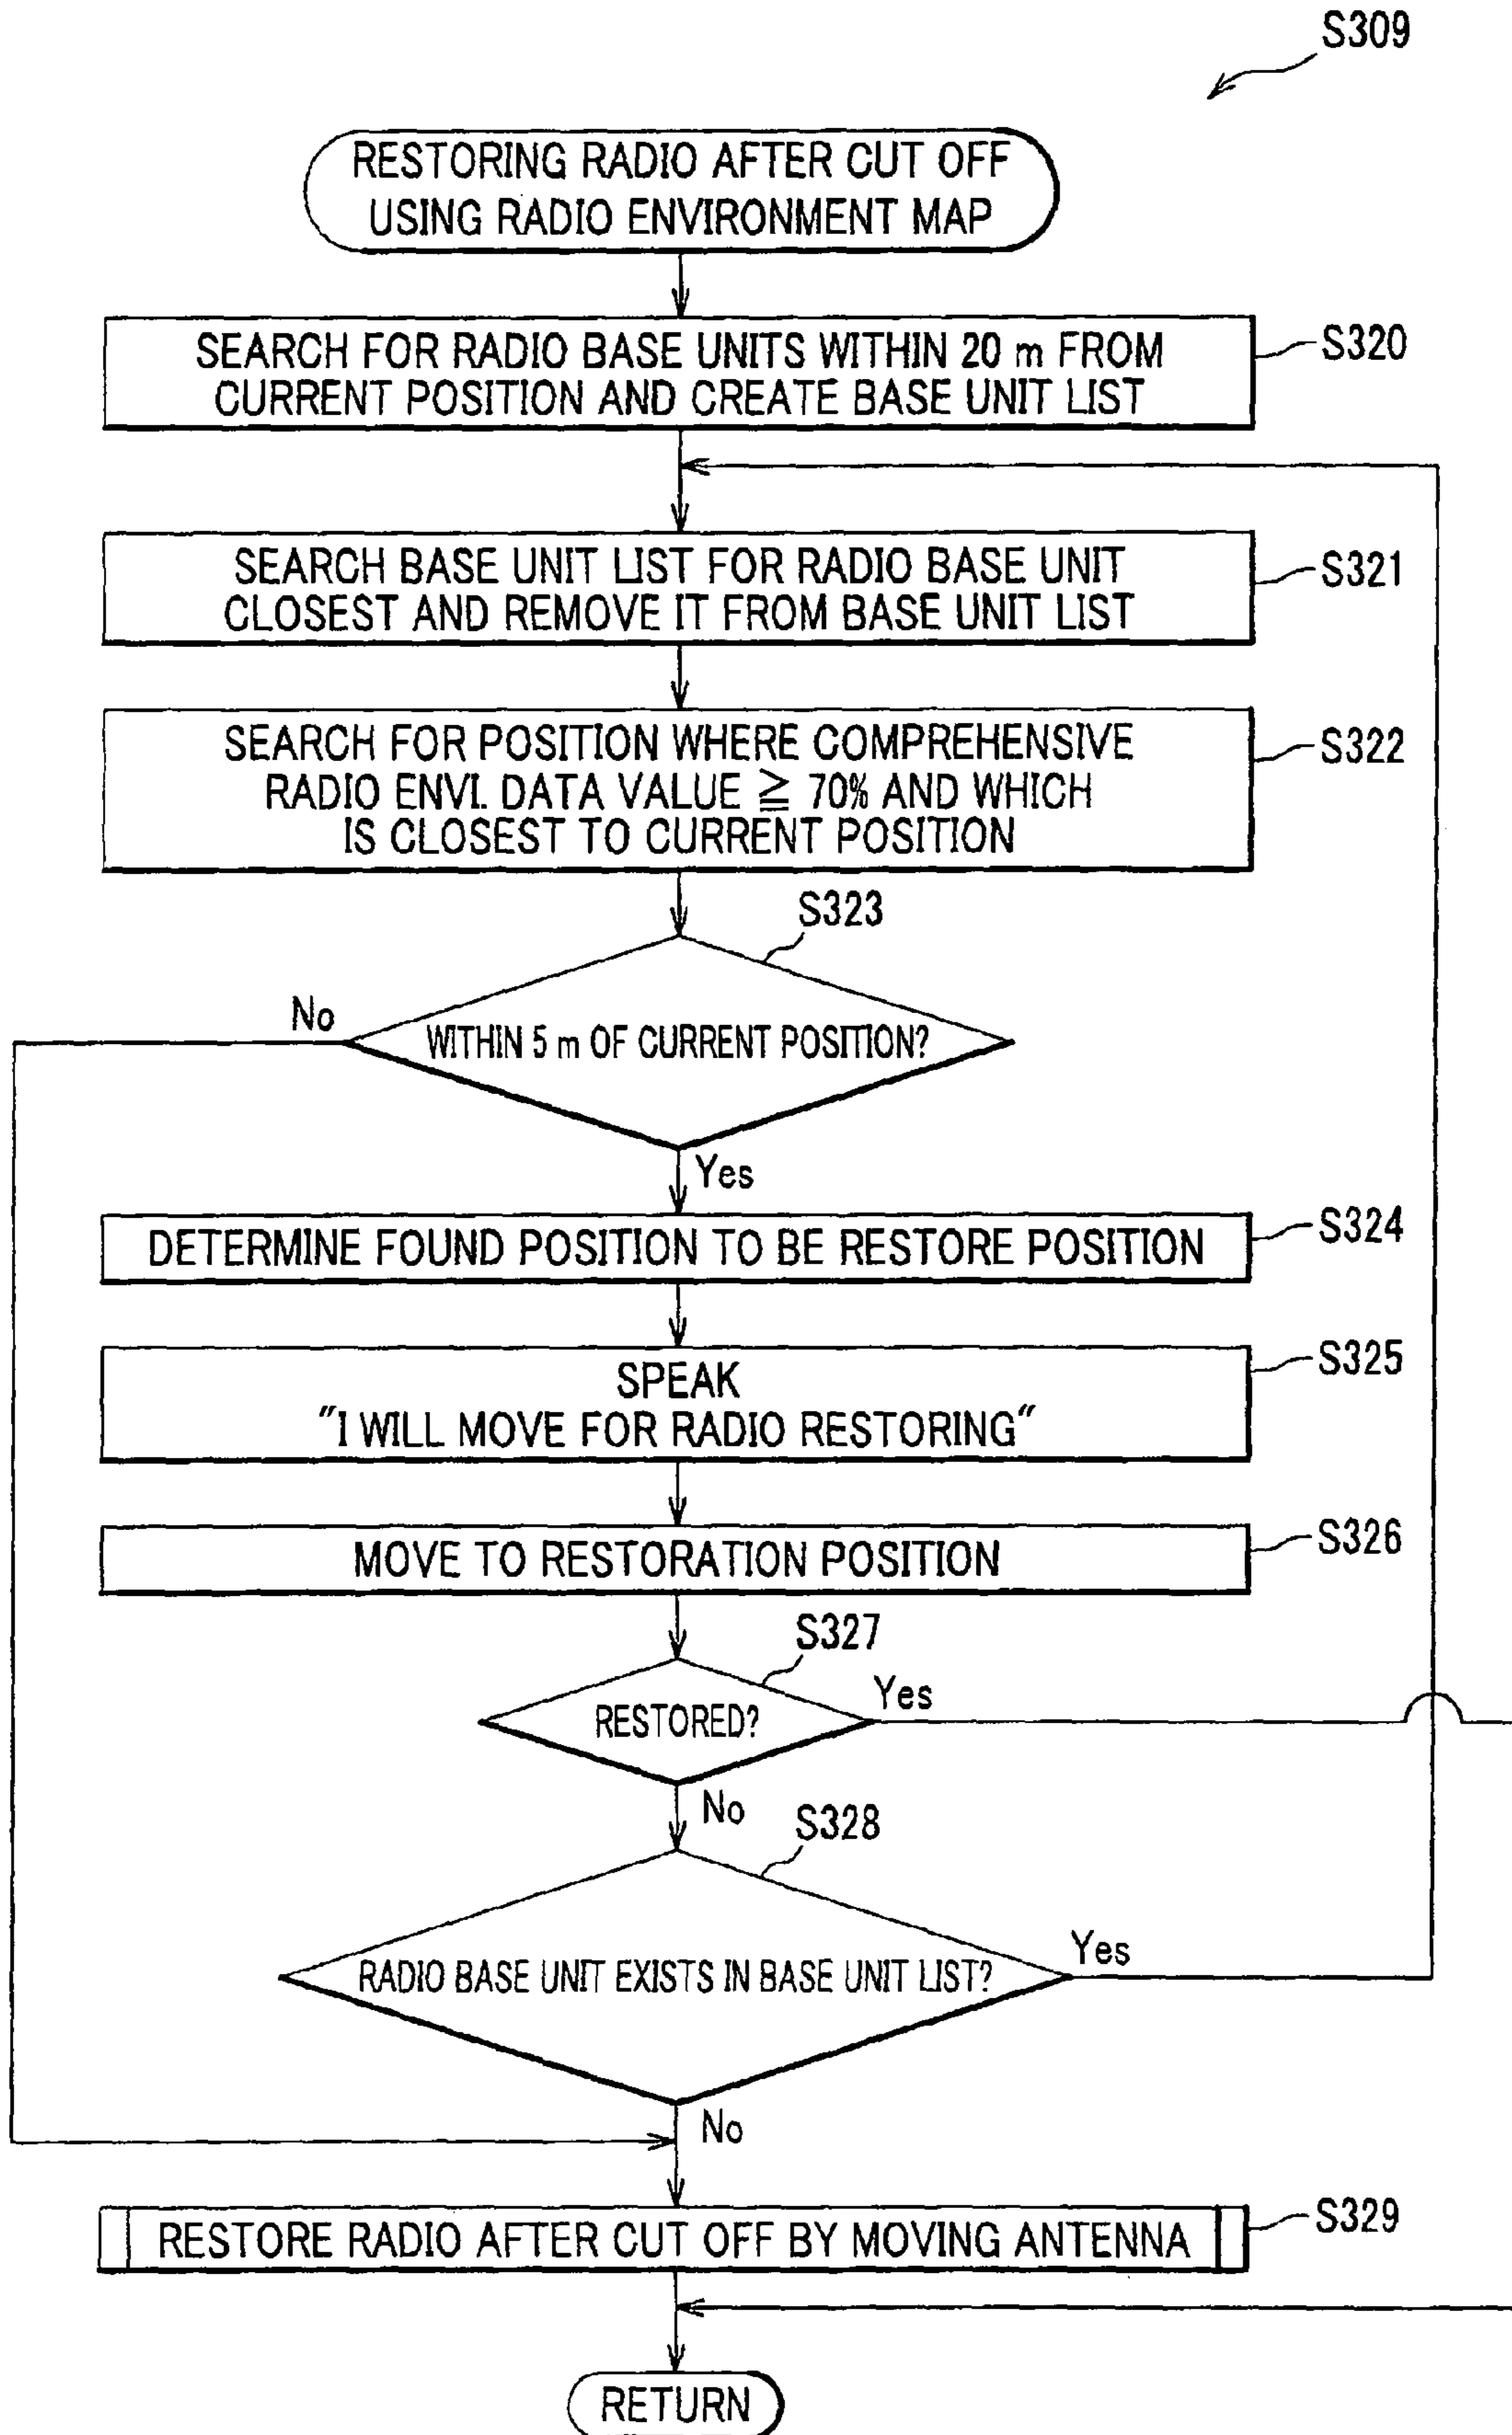 S309
RESTORING RADIO AFTER CUT OFF
USING RADIO ENVIRONMENT MAP
SEARCH FOR RADIO BASE UNITS WITHIN 20 m FROM
CURRENT POSITION AND CREATE BASE UNIT LIST
S320
SEARCH BASE UNIT LIST FOR RADIO BASE UNIT
CLOSEST AND REMOVE IT FROM BASE UNIT LIST
S321
SEARCH FOR POSITION WHERE COMPREHENSIVE
RADIO ENVI. DATA VALUE ≧ 70% AND WHICH
IS CLOSEST TO CURRENT POSITION
S322
S323
No
WITHIN 5 m OF CURRENT POSITION?
Yes
DETERMINE FOUND POSITION TO BE RESTORE POSITION
S324
SPEAK
"I WILL MOVE FOR RADIO RESTORING"
S325
MOVE TO RESTORATION POSITION
S326
S327
RESTORED?
Yes
No
S328
RADIO BASE UNIT EXISTS IN BASE UNIT LIST?
Yes
No
RESTORE RADIO AFTER CUT OFF BY MOVING ANTENNA
S329
RETURN